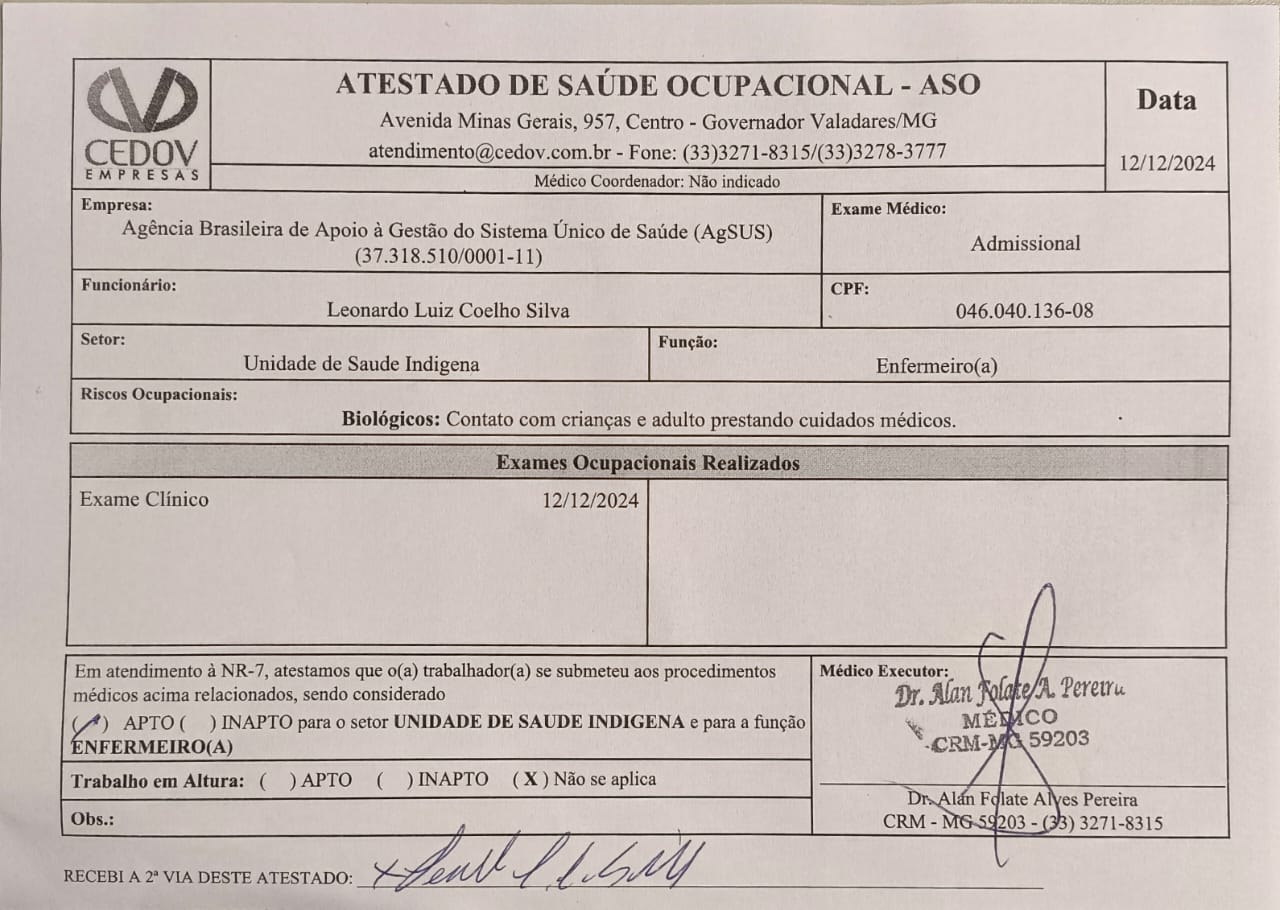 CEDOV
EMPRESAS
ATESTADO DE SAÚDE OCUPACIONAL - ASO
Avenida Minas Gerais, 957, Centro - Governador Valadares/MG
atendimento@cedov.com.br - Fone: (33)3271-8315/(33)3278-3777
Médico Coordenador: Não indicado
Data
12/12/2024
Empresa:
Agência Brasileira de Apoio à Gestão do Sistema Único de Saúde (AgSUS)
(37.318.510/0001-11)
Exame Médico:
Admissional
Funcionário:
Leonardo Luiz Coelho Silva
CPF:
046.040.136-08
Setor:
Unidade de Saude Indigena
Função:
Enfermeiro(a)
Riscos Ocupacionais:
Biológicos: Contato com crianças e adulto prestando cuidados médicos.
Exames Ocupacionais Realizados
Exame Clínico 12/12/2024
Em atendimento à NR-7, atestamos que o(a) trabalhador(a) se submeteu aos procedimentos
médicos acima relacionados, sendo considerado
( / ) APTO ( ) INAPTO para o setor UNIDADE DE SAUDE INDIGENA e para a função
ENFERMEIRO(A)
Trabalho em Altura: ( ) APTO ( ) INAPTO ( X ) Não se aplica
Obs.:
Médico Executor:
Dr. Alan Folate A. Pereira
MÉDICO
CRM-MG 59203
Dr. Alan Folate Alves Pereira
CRM - MG 59203 - (33) 3271-8315
RECEBI A 2ª VIA DESTE ATESTADO: